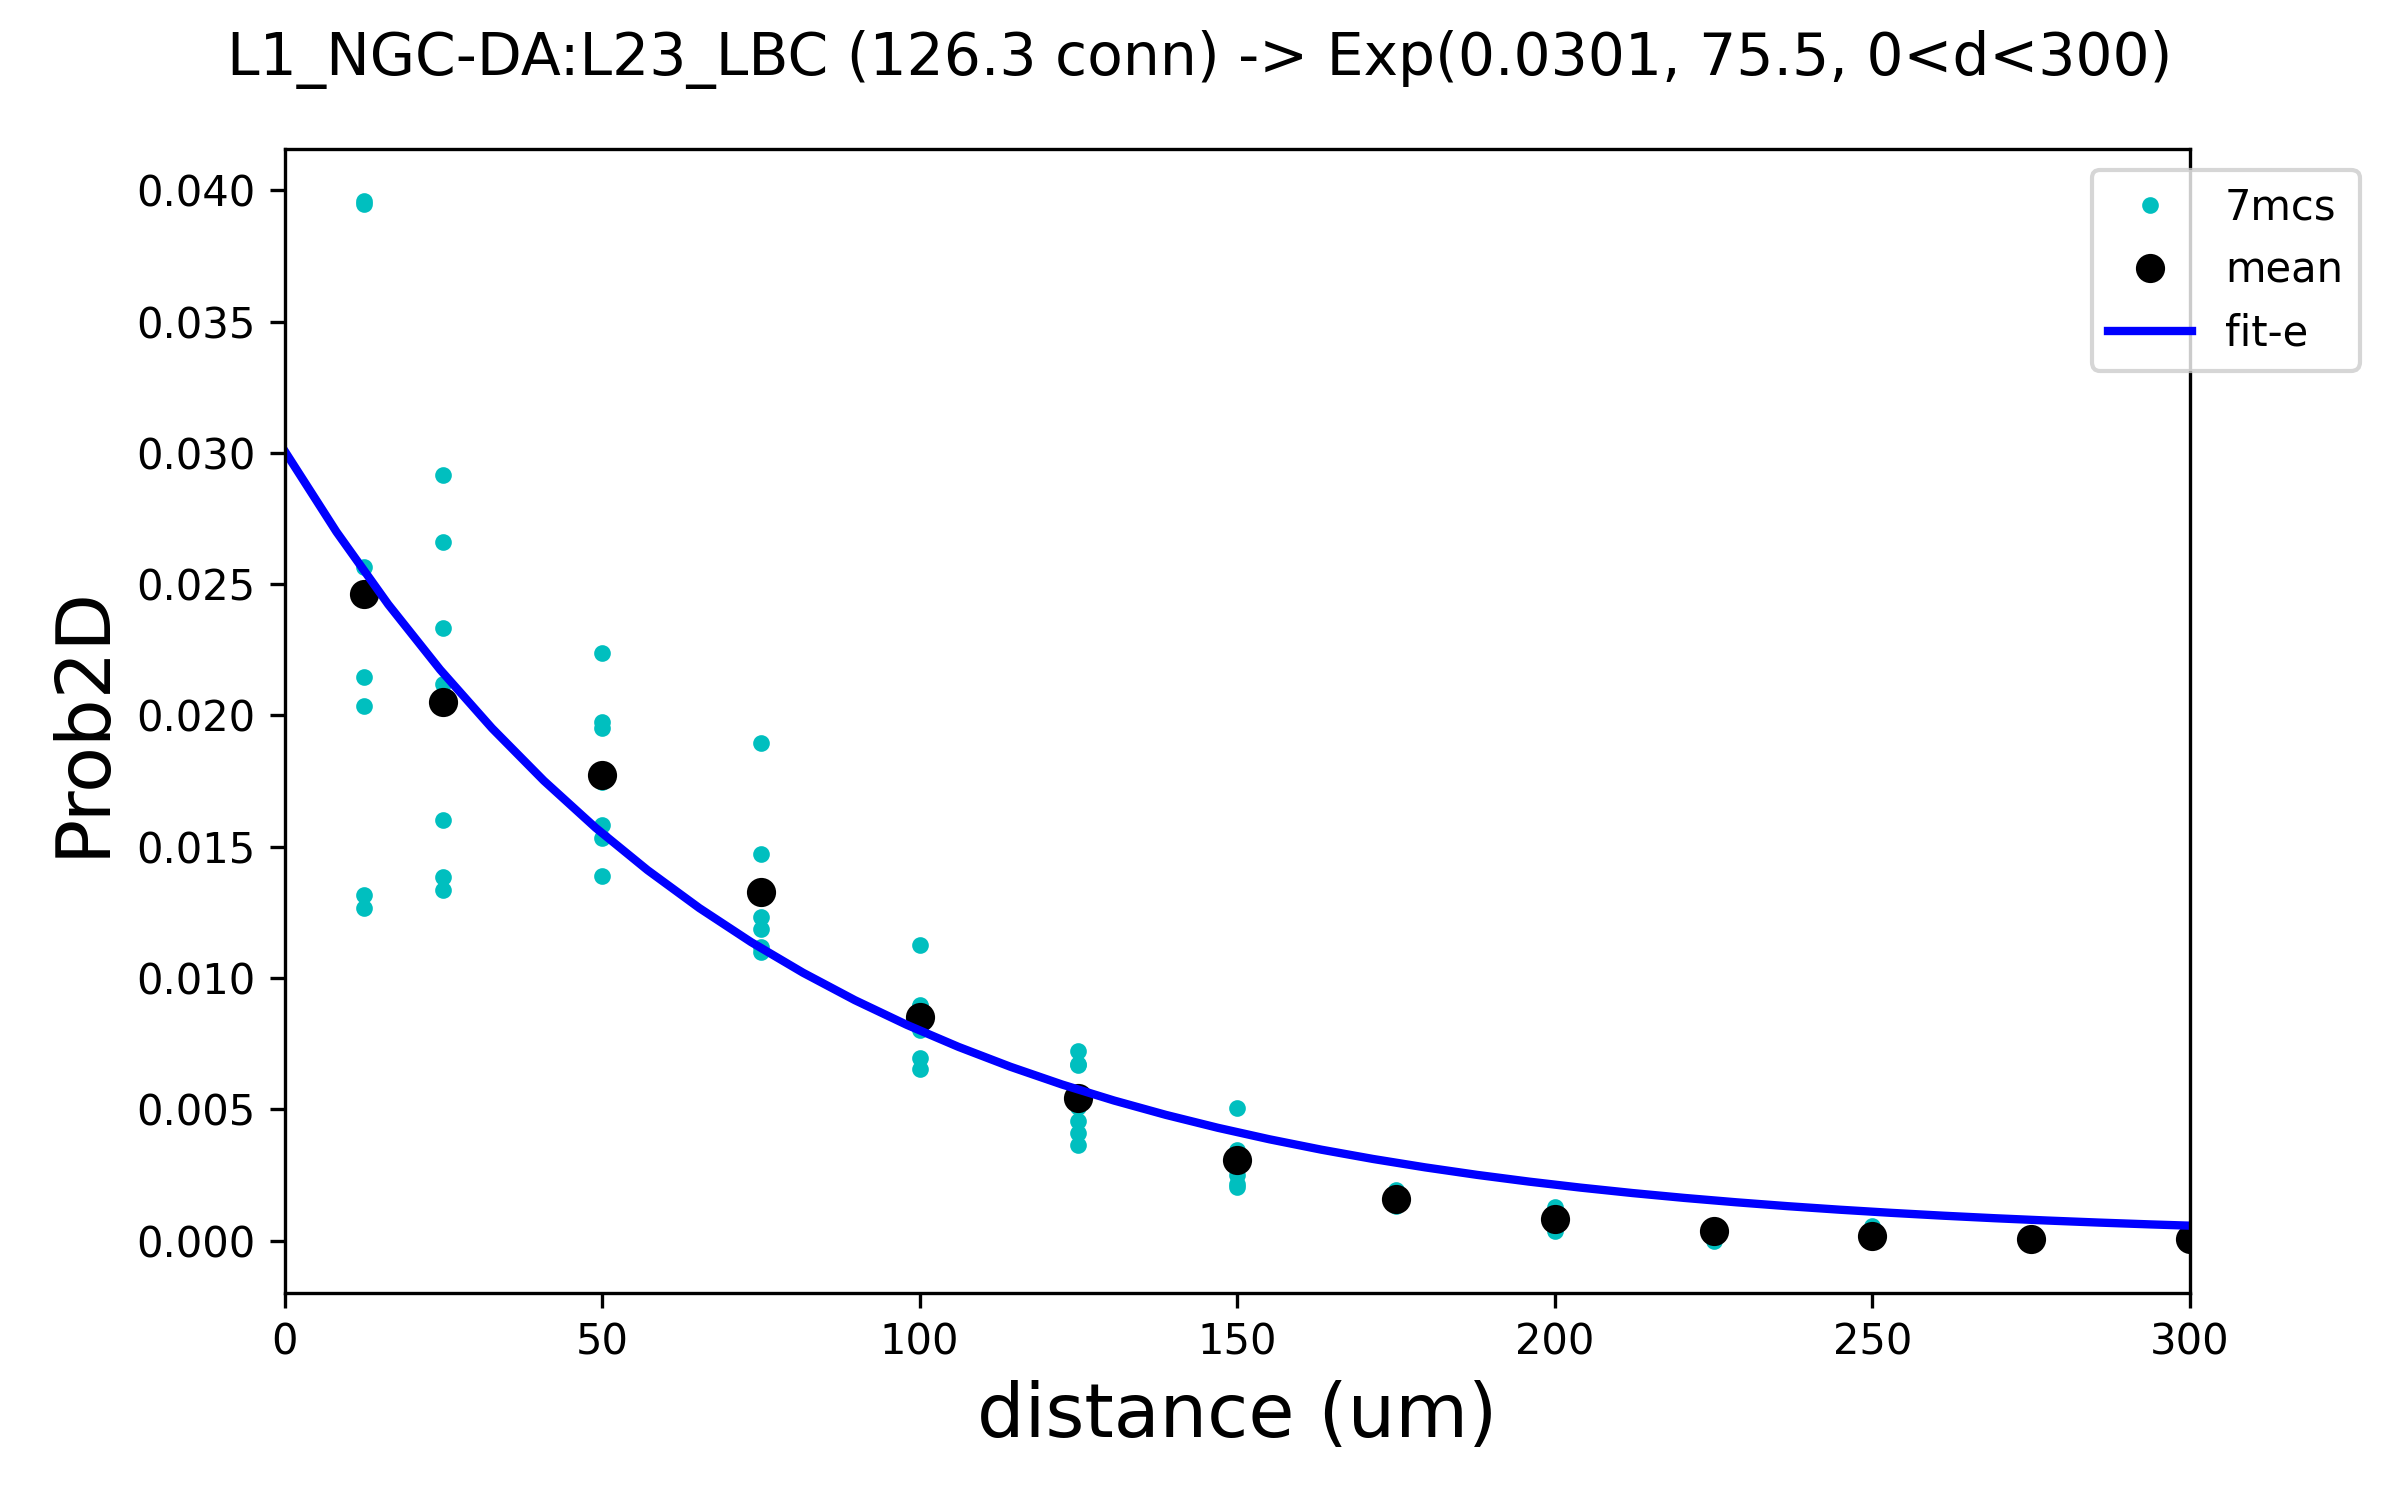 L1_NGC-DA:L23_LBC (126.3 conn) -> Exp(0.0301, 75.5, 0<d<300)
7mcs
mean
fit-e
Prob2D
0.040
0.035
0.030
0.025
0.020
0.015
0.010
0.005
0.000
0 50 100 150 200 250 300
distance (um)